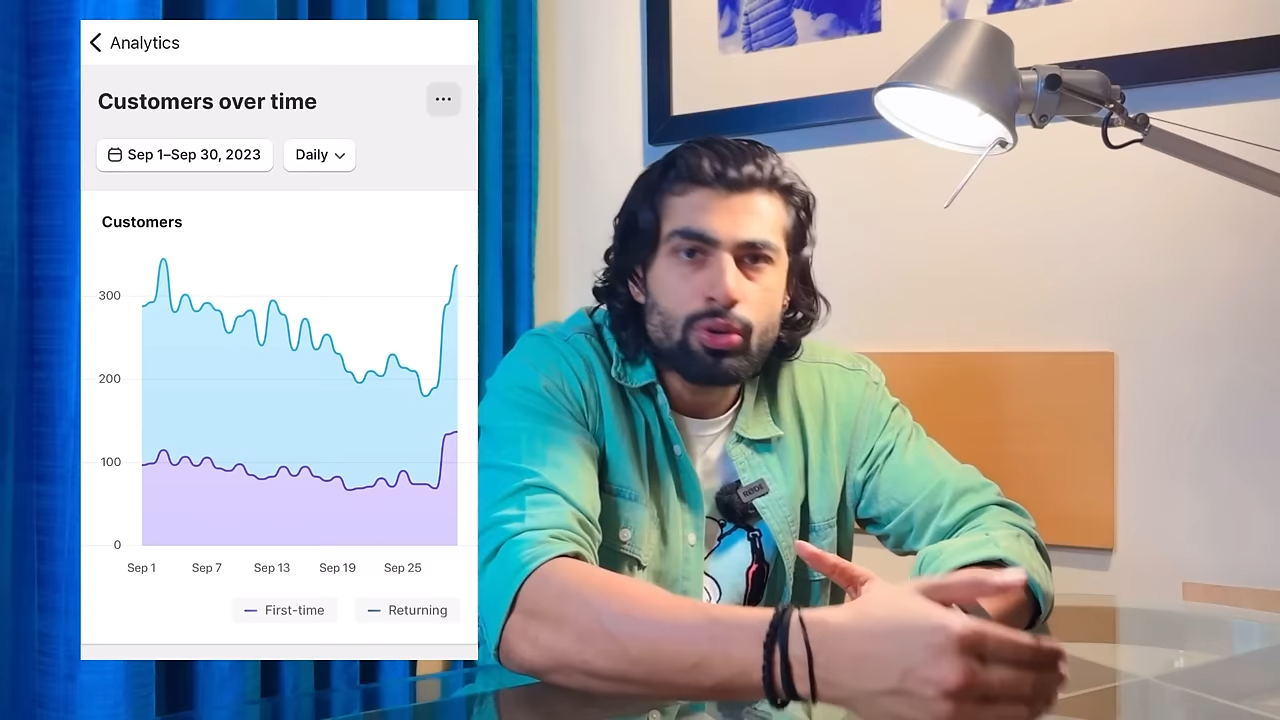 Analytics
Customers over time
...
Sep 1–Sep 30, 2023 Daily
Customers
300
200
100
0
Sep 1 Sep 7 Sep 13 Sep 19 Sep 25
First-time Returning
RØDE